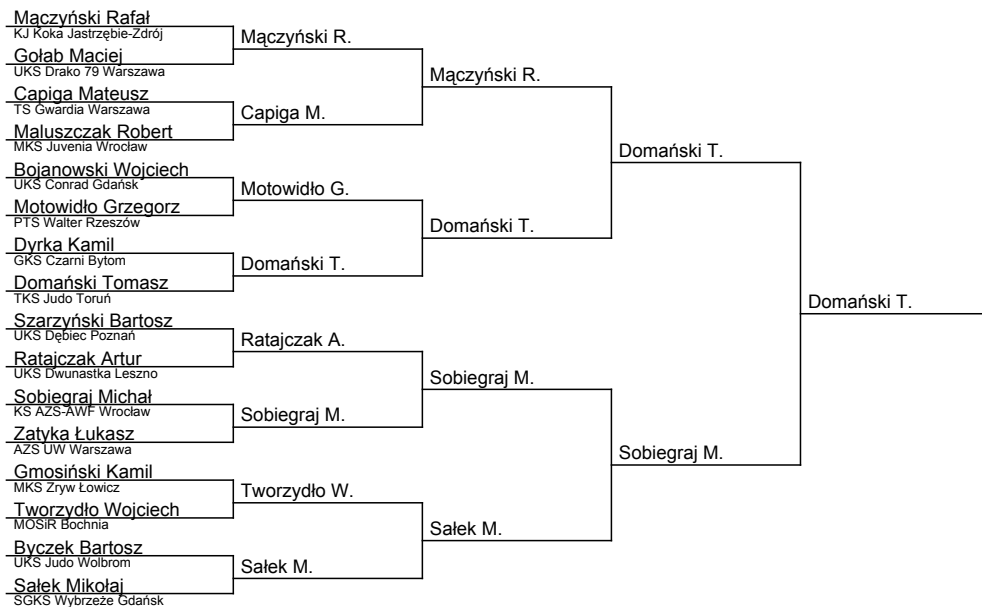 Mączyński Rafał
KJ Koka Jastrzębie-Zdrój
Gołab Maciej
UKS Drako 79 Warszawa
Capiga Mateusz
TS Gwardia Warszawa
Maluszczak Robert
MKS Juvenia Wrocław
Bojanowski Wojciech
UKS Conrad Gdańsk
Motowidło Grzegorz
PTS Walter Rzeszów
Dyrka Kamil
GKS Czarni Bytom
Domański Tomasz
TKS Judo Toruń
Szarzyński Bartosz
UKS Dębiec Poznań
Ratajczak Artur
UKS Dwunastka Leszno
Sobiegraj Michał
KS AZS-AWF Wrocław
Zatyka Łukasz
AZS UW Warszawa
Gmosiński Kamil
MKS Zryw Łowicz
Tworzydło Wojciech
MOSiR Bochnia
Byczek Bartosz
UKS Judo Wolbrom
Sałek Mikołaj
SGKS Wybrzeże Gdańsk
Mączyński R.
Capiga M.
Motowidło G.
Domański T.
Ratajczak A.
Sobiegraj M.
Tworzydło W.
Sałek M.
Mączyński R.
Domański T.
Sobiegraj M.
Sałek M.
Domański T.
Sobiegraj M.
Domański T.